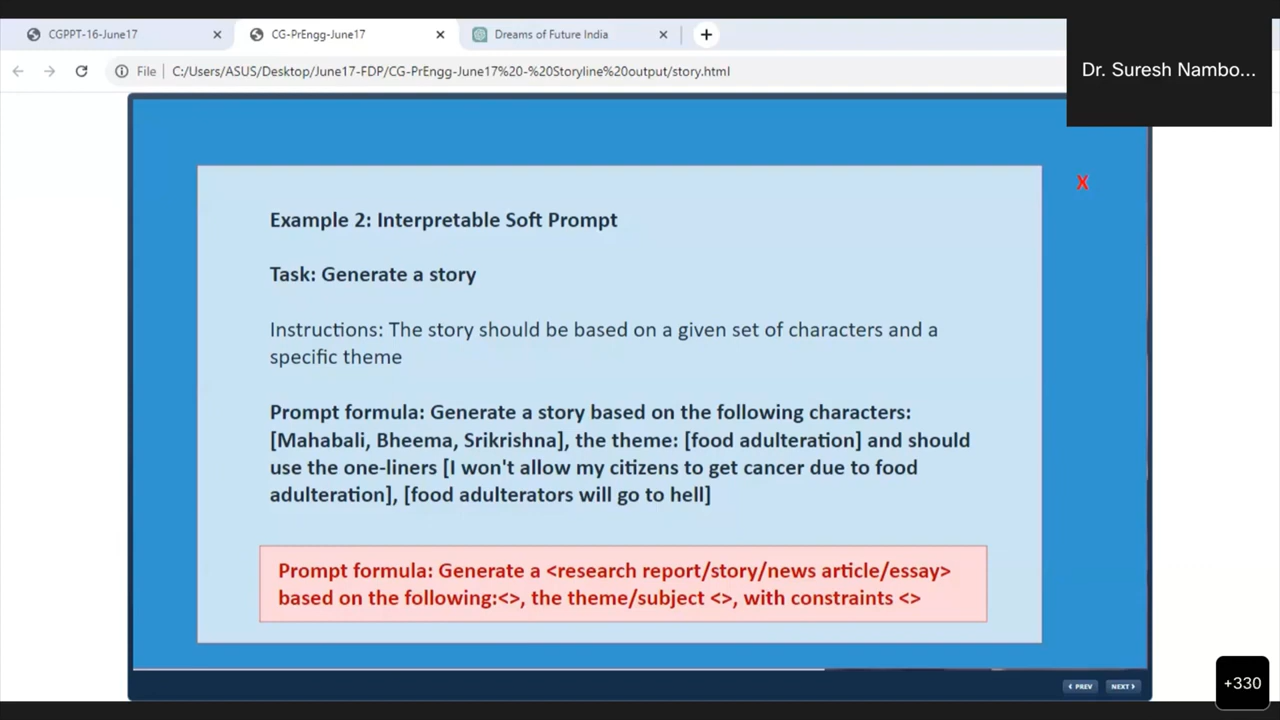 CGPPT-16-June17
CG-PrEngg-June17
Dreams of Future India
File
C:/Users/ASUS/Desktop/June17-FDP/CG-PrEngg-June17%20-%20Storyline%20output/story.html
Dr. Suresh Nambo...
X
Example 2: Interpretable Soft Prompt
Task: Generate a story
Instructions: The story should be based on a given set of characters and a
specific theme
Prompt formula: Generate a story based on the following characters:
[Mahabali, Bheema, Srikrishna], the theme: [food adulteration] and should
use the one-liners [I won't allow my citizens to get cancer due to food
adulteration], [food adulterators will go to hell]
Prompt formula: Generate a <research report/story/news article/essay>
based on the following:<>, the theme/subject <>, with constraints <>
PREV
NEXT
+330